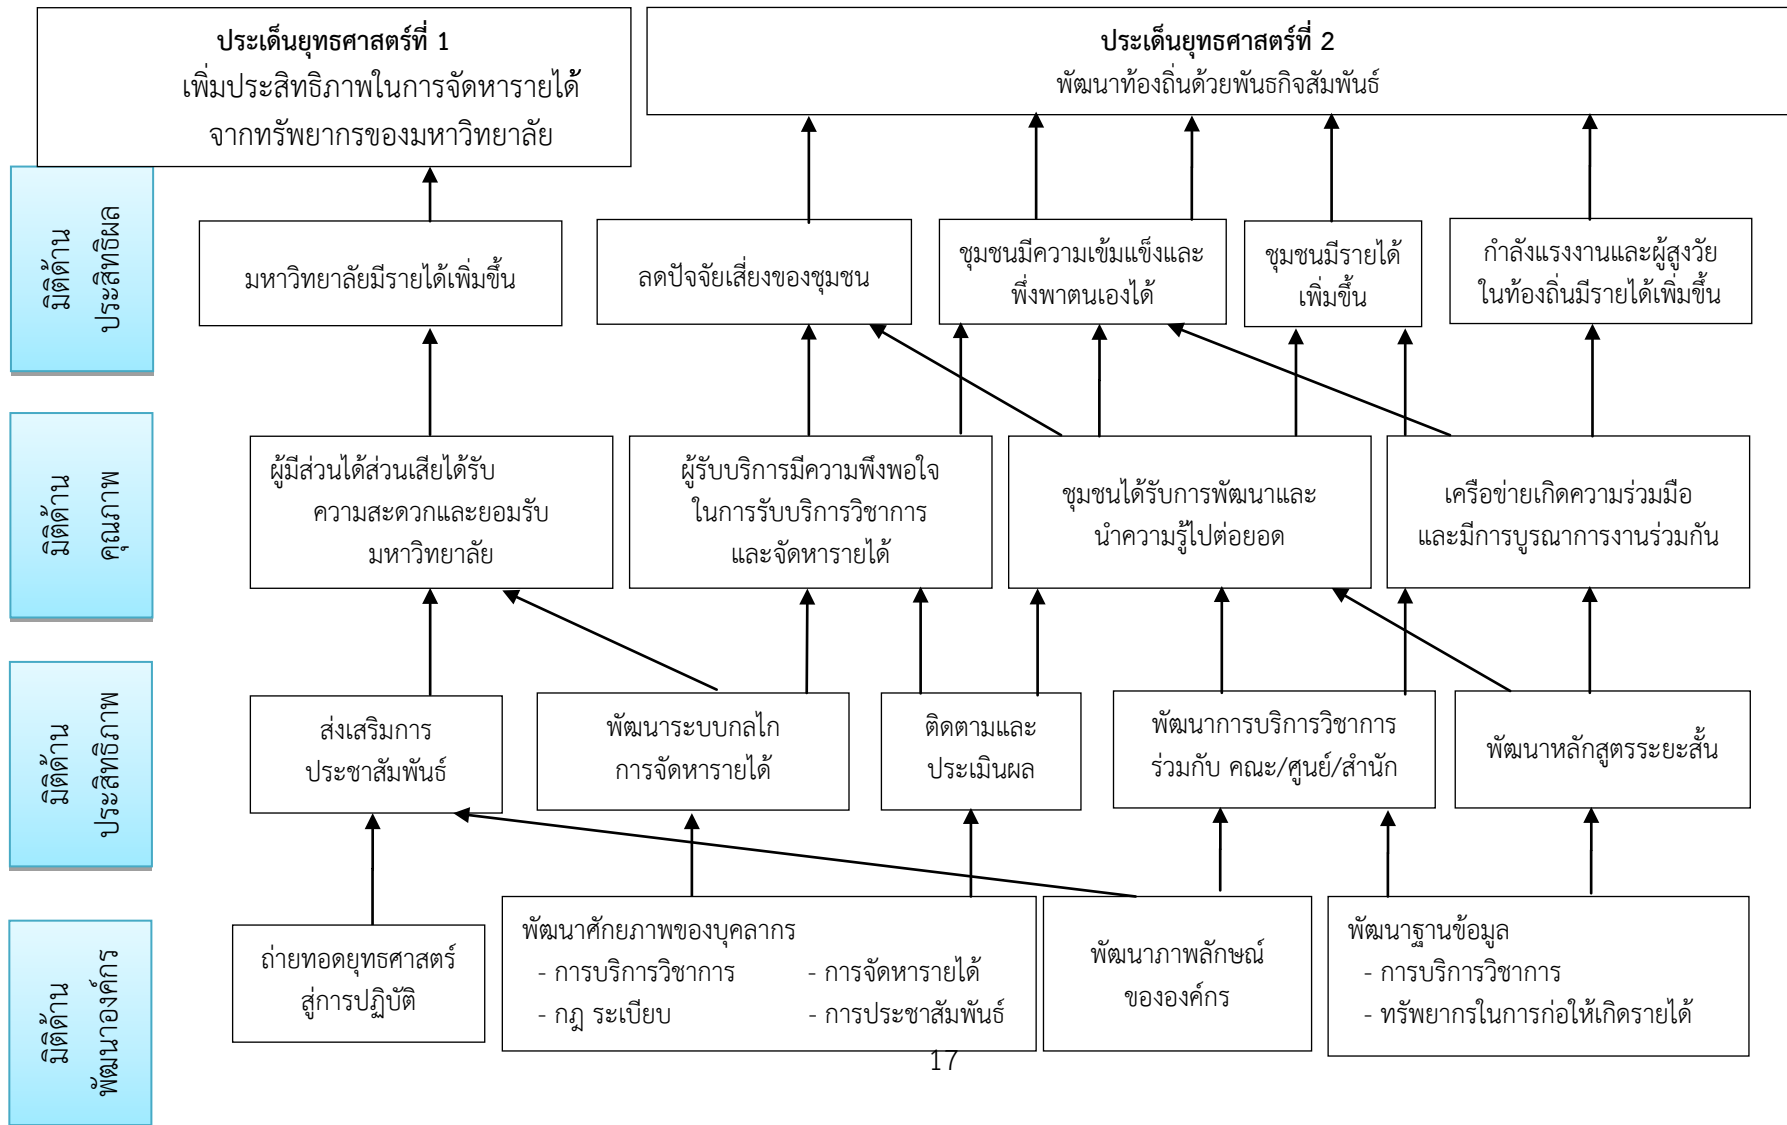 ประเด็นยุทธศาสตร์ที่ 1
เพิ่มประสิทธิภาพในการจัดหารายได้
จากทรัพยากรของมหาวิทยาลัย
ประเด็นยุทธศาสตร์ที่ 2
พัฒนาท้องถิ่นด้วยพันธกิจสัมพันธ์
มิติด้าน
ประสิทธิผล
มหาวิทยาลัยมีรายได้เพิ่มขึ้น
ลดปัจจัยเสี่ยงของชุมชน
ชุมชนมีความเข้มแข็งและ
พึ่งพาตนเองได้
ชุมชนมีรายได้
เพิ่มขึ้น
กำลังแรงงานและผู้สูงวัย
ในท้องถิ่นมีรายได้เพิ่มขึ้น
มิติด้าน
คุณภาพ
ผู้มีส่วนได้ส่วนเสียได้รับ
ความสะดวกและยอมรับ
มหาวิทยาลัย
ผู้รับบริการมีความพึงพอใจ
ในการรับบริการวิชาการ
และจัดหารายได้
ชุมชนได้รับการพัฒนาและ
นำความรู้ไปต่อยอด
เครือข่ายเกิดความร่วมมือ
และมีการบูรณาการงานร่วมกัน
มิติด้าน
ประสิทธิภาพ
ส่งเสริมการ
ประชาสัมพันธ์
พัฒนาระบบกลไก
การจัดหารายได้
ติดตามและ
ประเมินผล
พัฒนาการบริการวิชาการ
ร่วมกับ คณะ/ศูนย์/สำนัก
พัฒนาหลักสูตรระยะสั้น
มิติด้าน
พัฒนาองค์กร
ถ่ายทอดยุทธศาสตร์
สู่การปฏิบัติ
พัฒนาศักยภาพของบุคลากร
- การบริการวิชาการ - การจัดหารายได้
- กฎ ระเบียบ - การประชาสัมพันธ์
พัฒนาภาพลักษณ์
ขององค์กร
พัฒนาฐานข้อมูล
- การบริการวิชาการ
- ทรัพยากรในการก่อให้เกิดรายได้
17